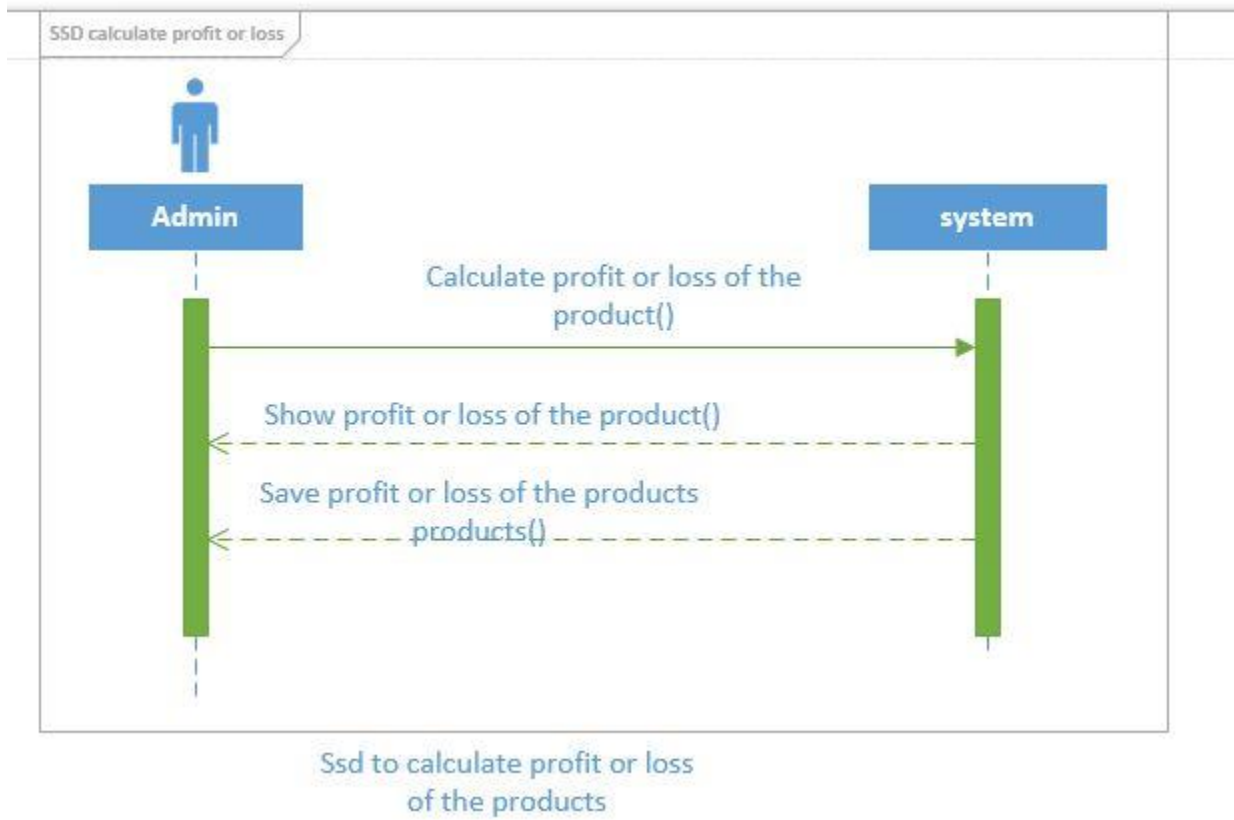 SSD calculate profit or loss
Admin
system
Calculate profit or loss of the
product()
Show profit or loss of the product()
Save profit or loss of the products
products()
Ssd to calculate profit or loss
of the products